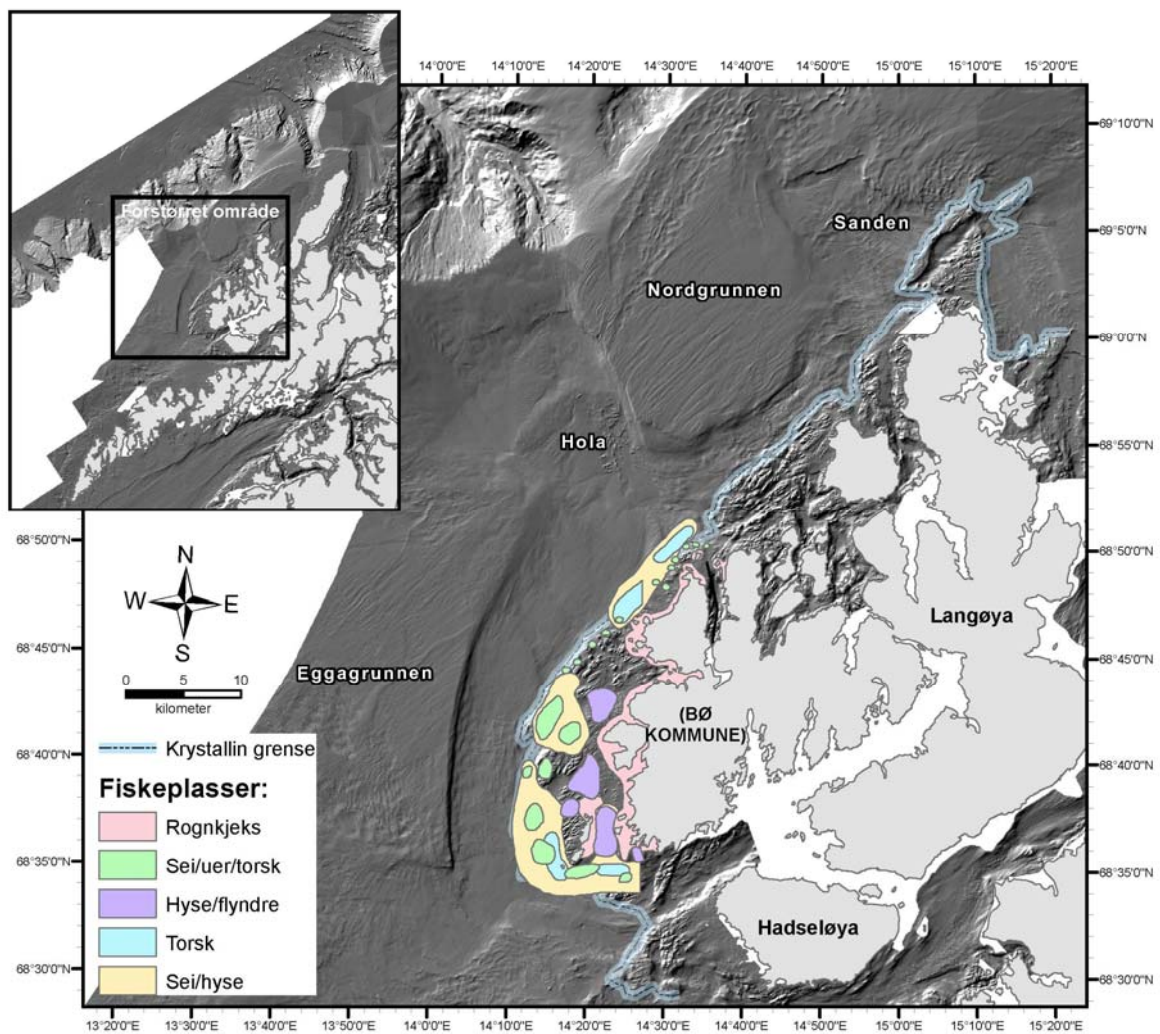 14°0'0"E
14°10'0"E
14°20'0"E
14°30'0"E
14°40'0"E
14°50'0"E
15°0'0"E
15°10'0"E
15°20'0"E
Forstørret område
69°10'0"N
69°5'0"N
69°0'0"N
68°55'0"N
68°50'0"N
68°45'0"N
68°40'0"N
68°35'0"N
68°30'0"N
Sanden
Nordgrunnen
Hola
Langøya
Eggagrunnen
(BØ
KOMMUNE)
Hadseløya
68°50'0"N
68°45'0"N
68°40'0"N
68°35'0"N
68°30'0"N
N
W
E
S
0
5
10
kilometer
Krystallin grense
Fiskeplasser:
Rognkjeks
Sei/uer/torsk
Hyse/flyndre
Torsk
Sei/hyse
13°20'0"E
13°30'0"E
13°40'0"E
13°50'0"E
14°0'0"E
14°10'0"E
14°20'0"E
14°30'0"E
14°40'0"E
14°50'0"E
15°0'0"E
15°10'0"E